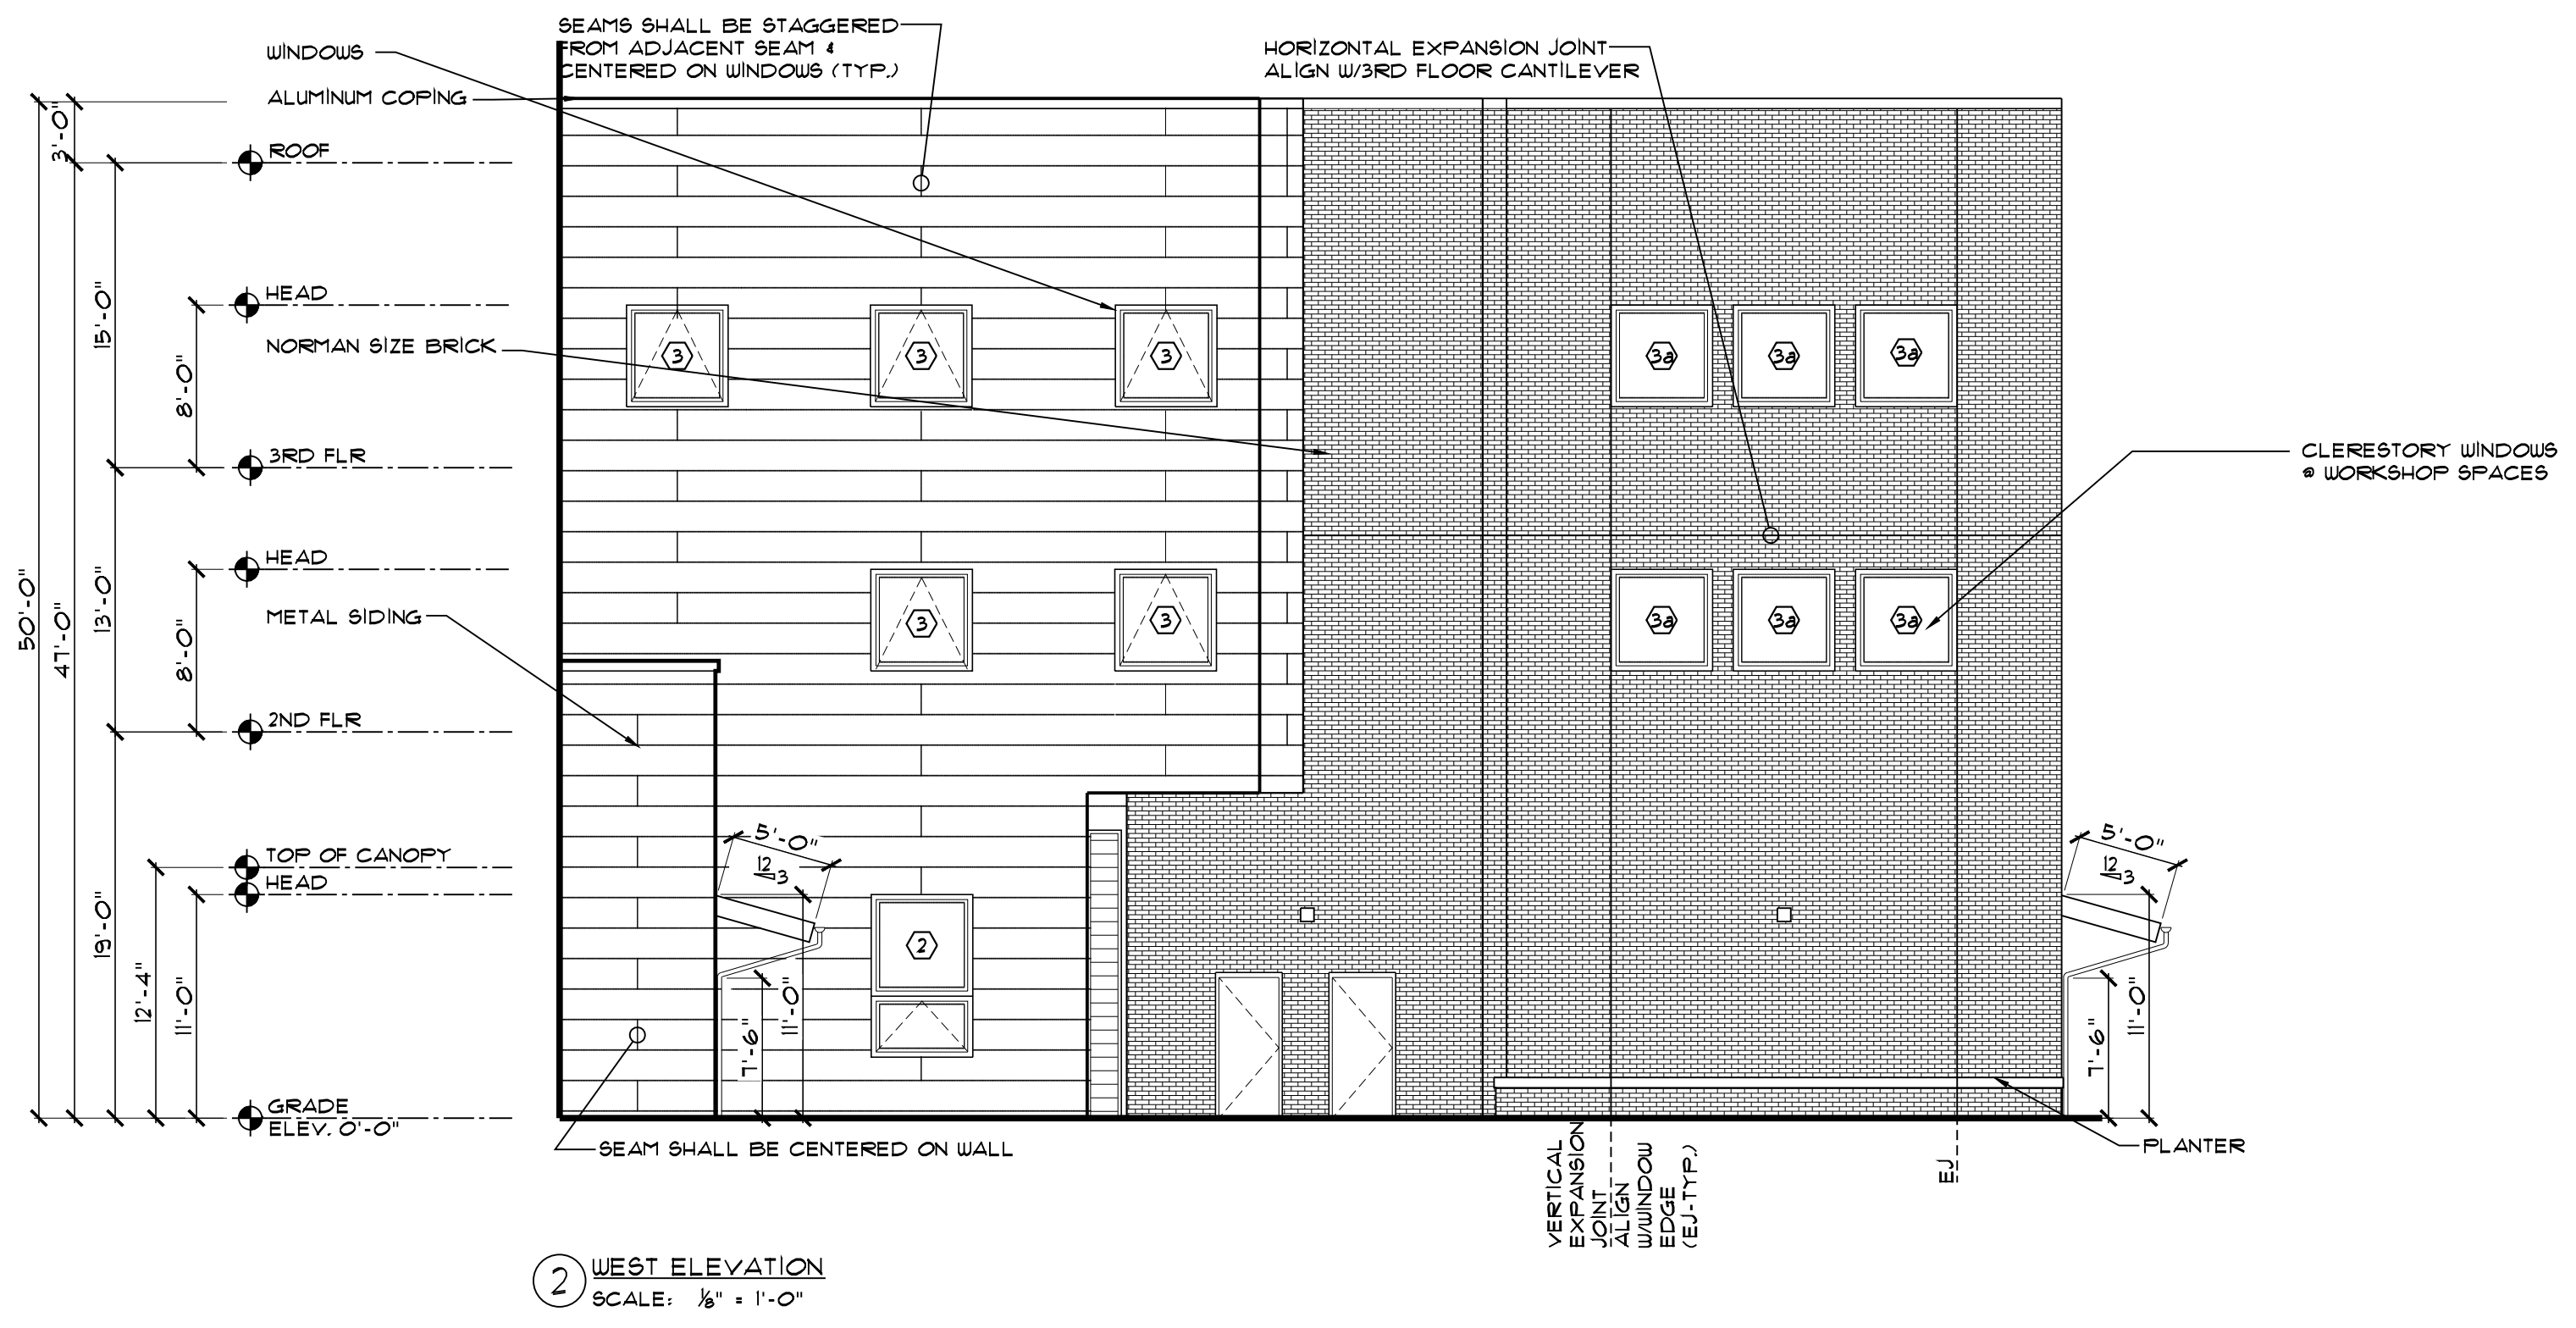 SEAMS SHALL BE STAGGERED
FROM ADJACENT SEAM &
CENTERED ON WINDOWS (TYP.)
HORIZONTAL EXPANSION JOINT
ALIGN W/3RD FLOOR CANTILEVER
WINDOWS
ALUMINUM COPING
3'-0"
ROOF
HEAD
15'-0"
NORMAN SIZE BRICK
8'-0"
3RD FLR
3
3
3
3a
3a
3a
CLERESTORY WINDOWS
@ WORKSHOP SPACES
HEAD
50'-0"
47'-0"
13'-0"
METAL SIDING
8'-0"
3
3
3a
3a
3a
2ND FLR
TOP OF CANOPY
HEAD
5'-0"
12
3
5'-0"
12
3
19'-0"
12'-4"
11'-0"
2
7'-6"
11'-0"
7'-6"
11'-0"
GRADE
ELEV. 0'-0"
SEAM SHALL BE CENTERED ON WALL
PLANTER
VERTICAL
EXPANSION
JOINT
ALIGN
W/WINDOW
EDGE
(EJ-TYP.)
EJ
2
WEST ELEVATION
SCALE: 1/8" = 1'-0"